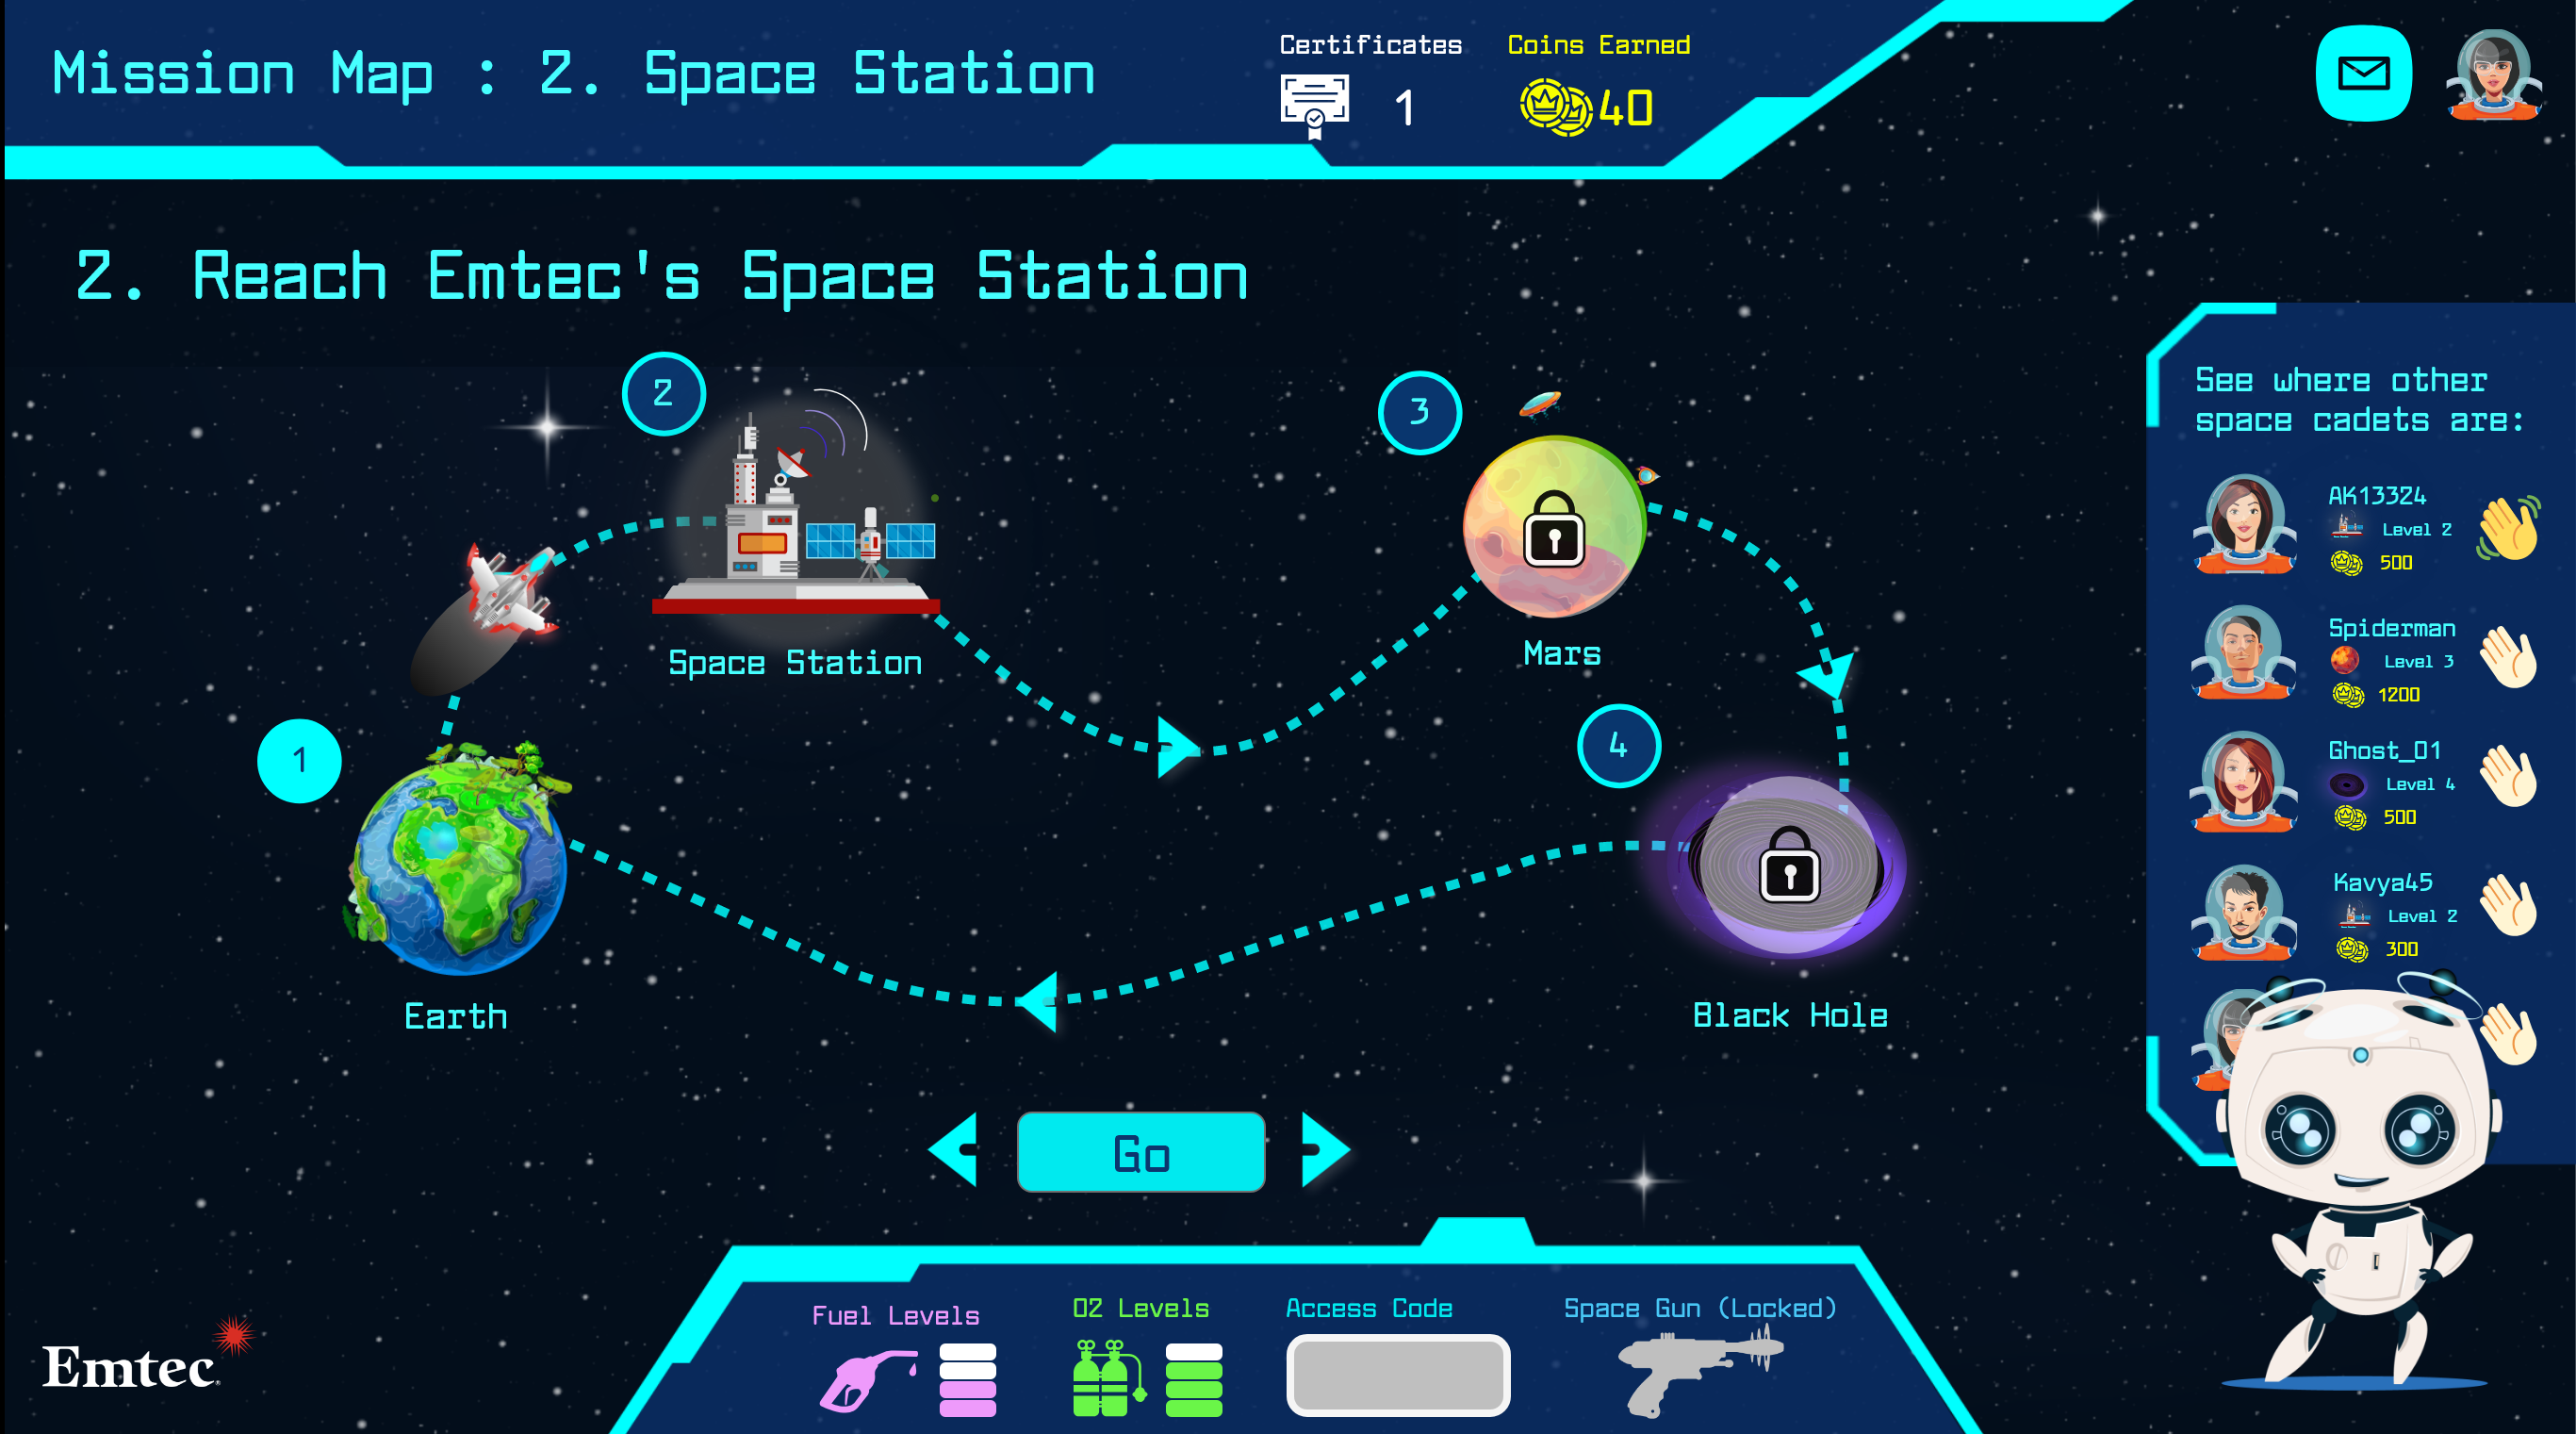 Mission Map : 2. Space Station
Certificates
1
Coins Earned
40
2. Reach Emtec's Space Station
2
Space Station
3
Mars
1
Earth
4
Black Hole
Go
See where other
space cadets are:
AK13324
Level 2
500
Spiderman
Level 3
1200
Ghost_01
Level 4
500
Kavya45
Level 2
300
Emtec
Fuel Levels
O2 Levels
Access Code
Space Gun (Locked)